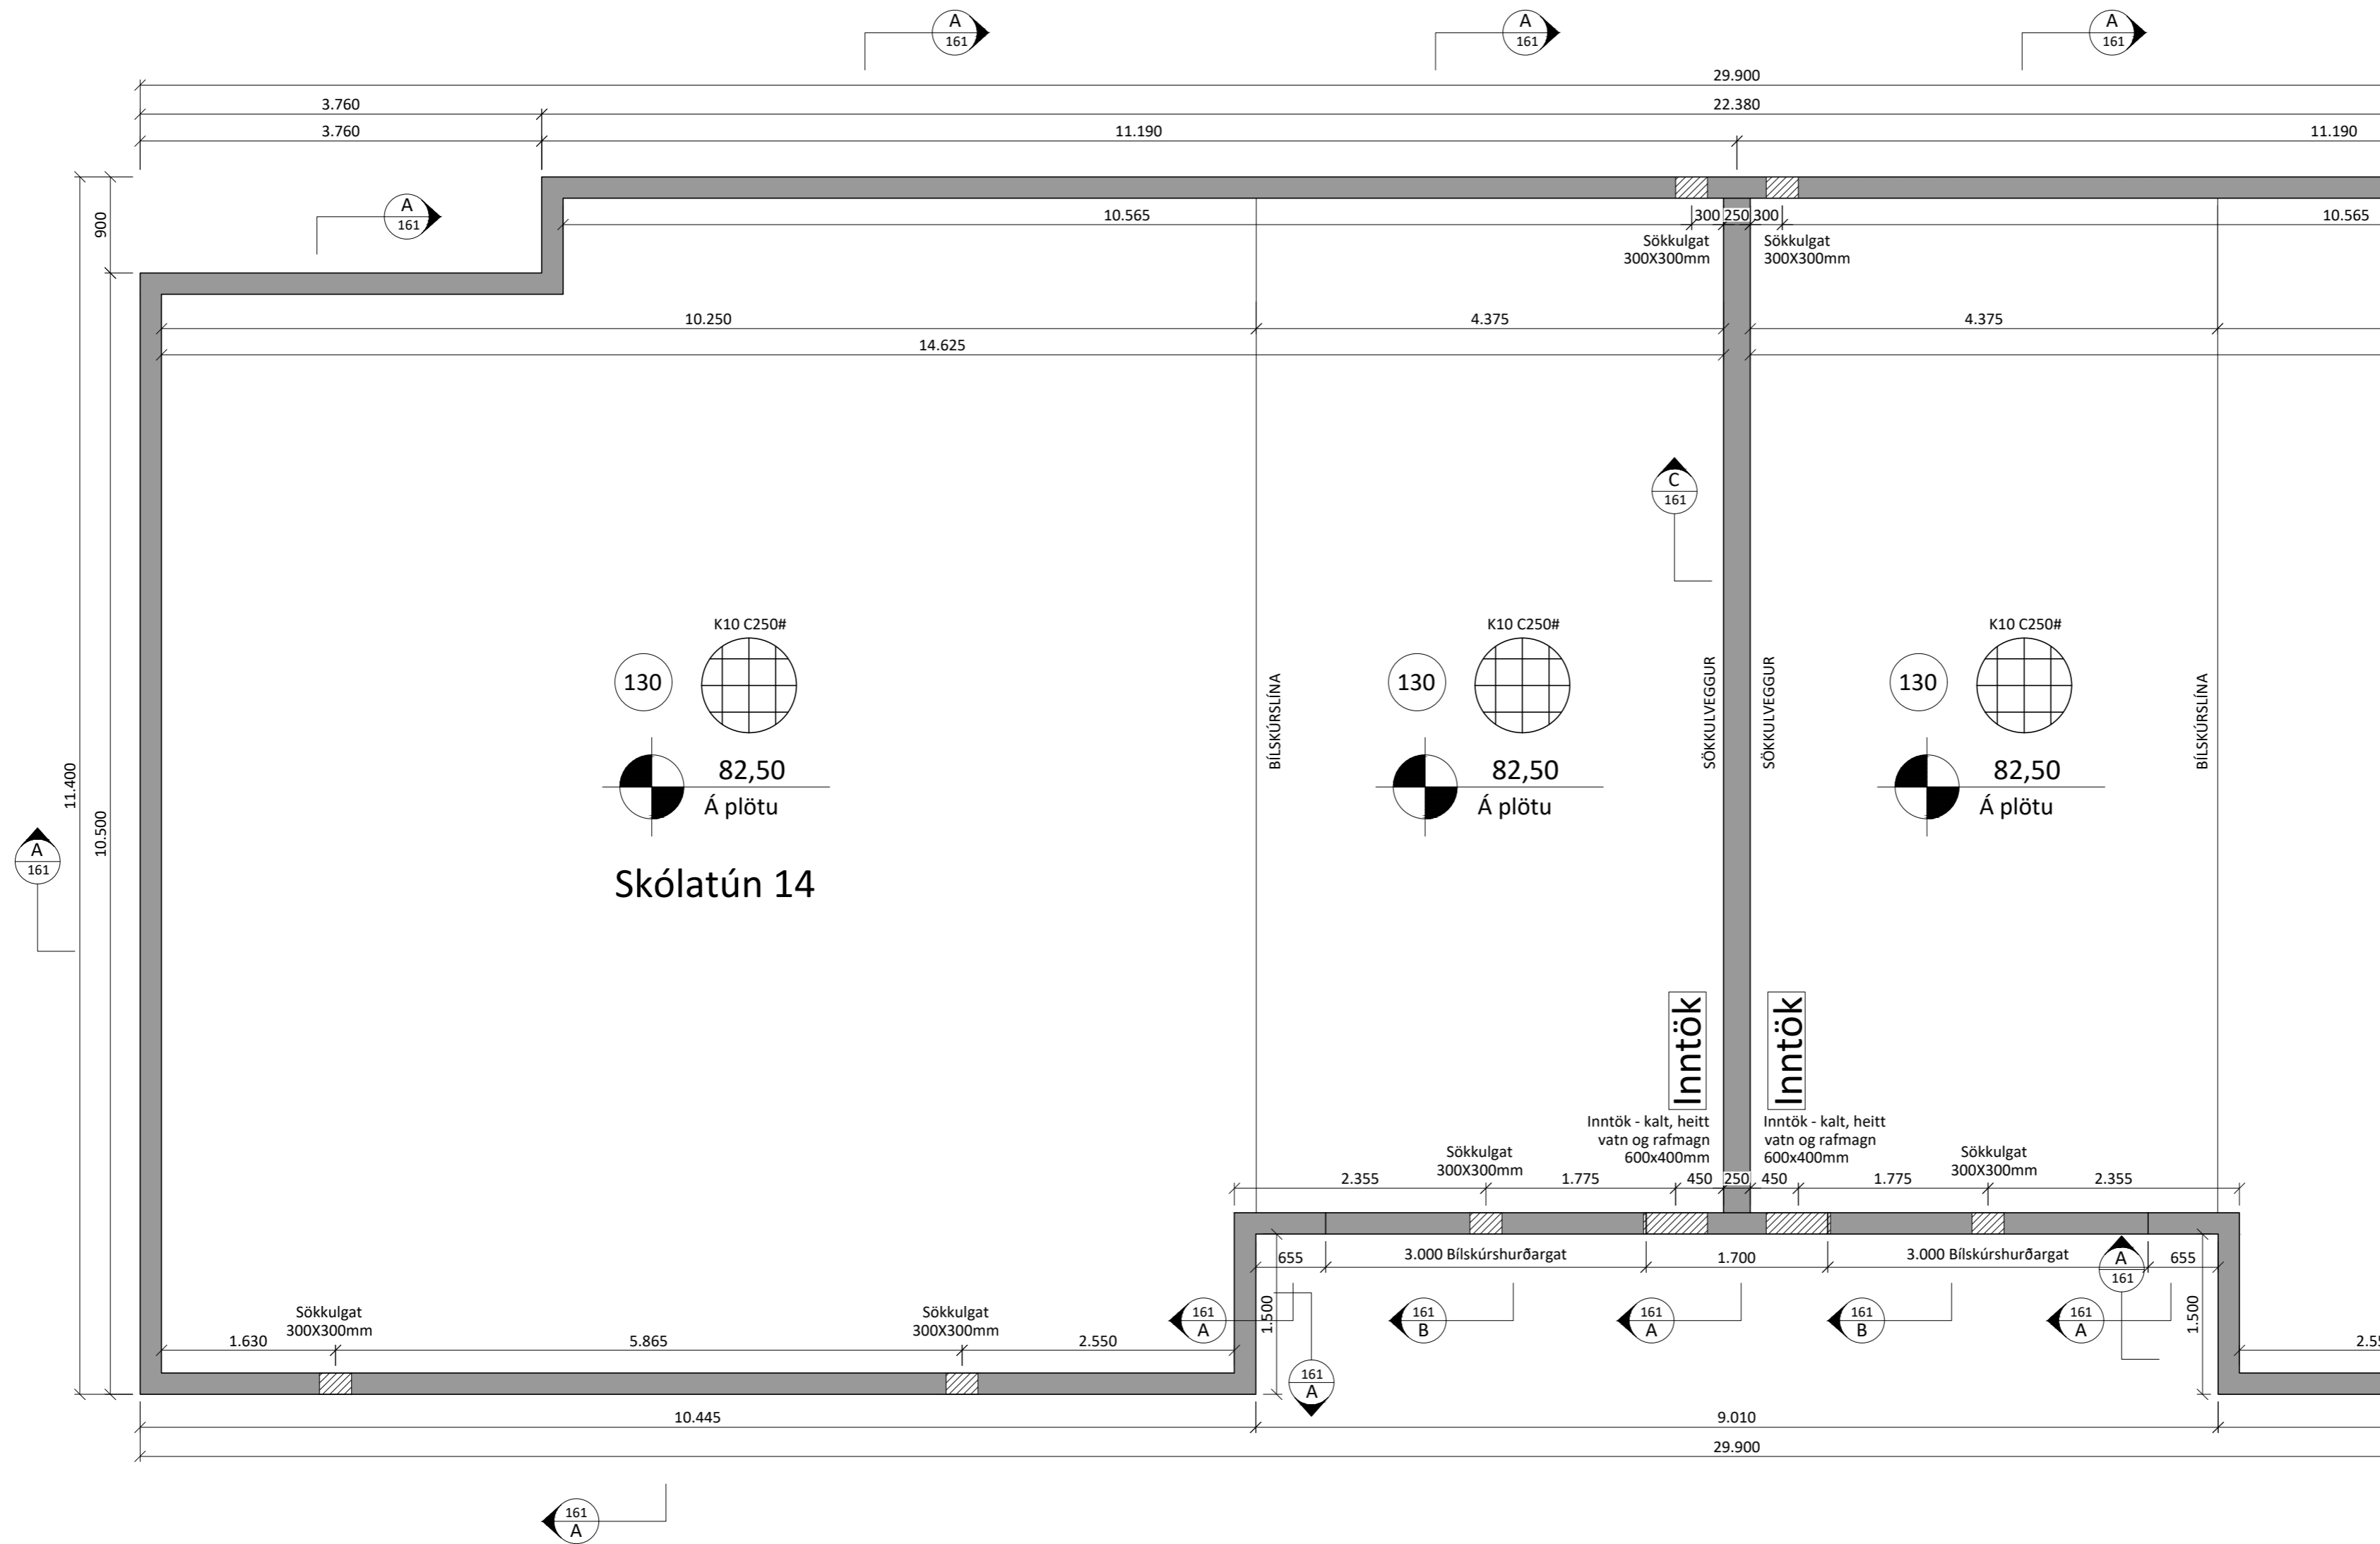 A
161
A
161
A
161
29.900
3.760
22.380
3.760
11.190
11.190
900
A
161
10.565
300 250 300
10.565
Sökkulgat
300X300mm
Sökkulgat
300X300mm
10.250
4.375
4.375
14.625
C
161
K10 C250#
K10 C250#
K10 C250#
130
130
130
BÍLSKÚRSLÍNA
SÖKKULVEGGUR
SÖKKULVEGGUR
BÍLSKÚRSLÍNA
82,50
Á plötu
82,50
Á plötu
82,50
Á plötu
11.400
10.500
A
161
Skólatún 14
Inntök
Inntök
Inntök - kalt, heitt
vatn og rafmagn
600x400mm
Inntök - kalt, heitt
vatn og rafmagn
600x400mm
Sökkulgat
300X300mm
Sökkulgat
300X300mm
2.355
1.775
450
250
450
1.775
2.355
655
3.000 Bílskúrshurðargat
1.700
3.000 Bílskúrshurðargat
655
A
161
1.500
1.500
161
A
161
B
161
A
161
B
161
A
Sökkulgat
300X300mm
Sökkulgat
300X300mm
1.630
5.865
2.550
161
A
10.445
9.010
29.900
161
A